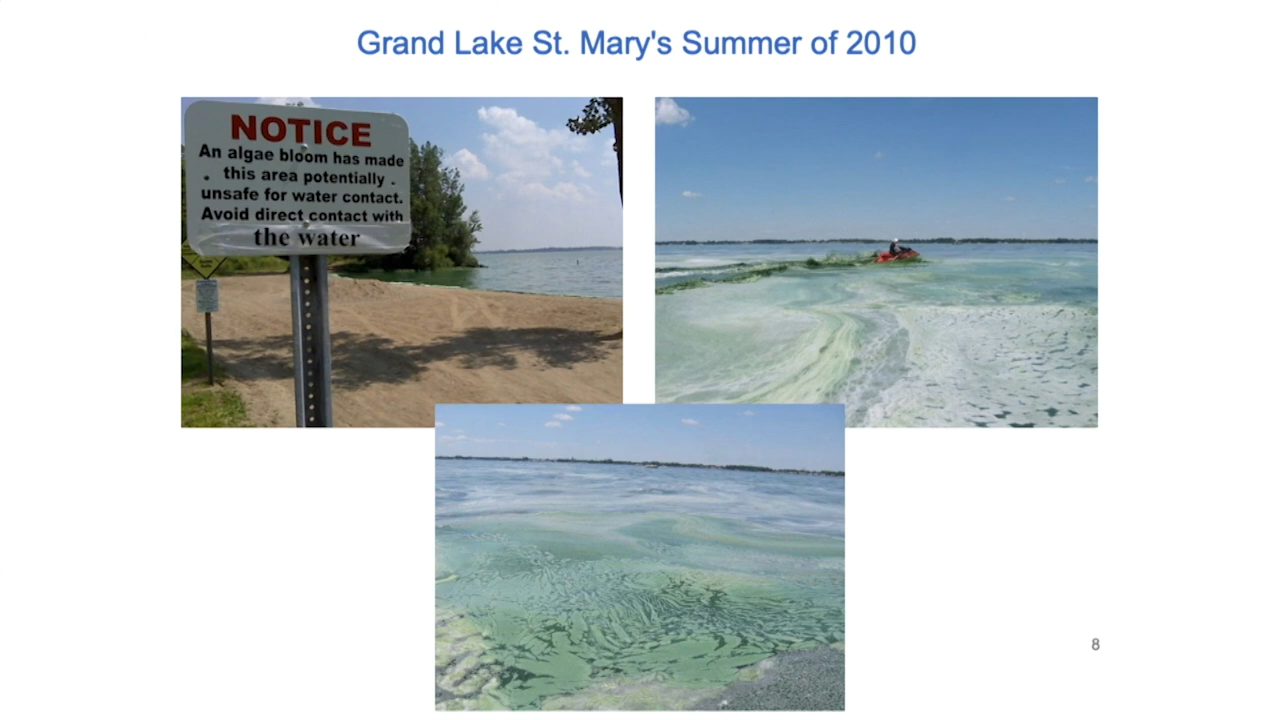 Grand Lake St. Mary's Summer of 2010
NOTICE
An algae bloom has made
this area potentially
unsafe for water contact.
Avoid direct contact with
the water
8